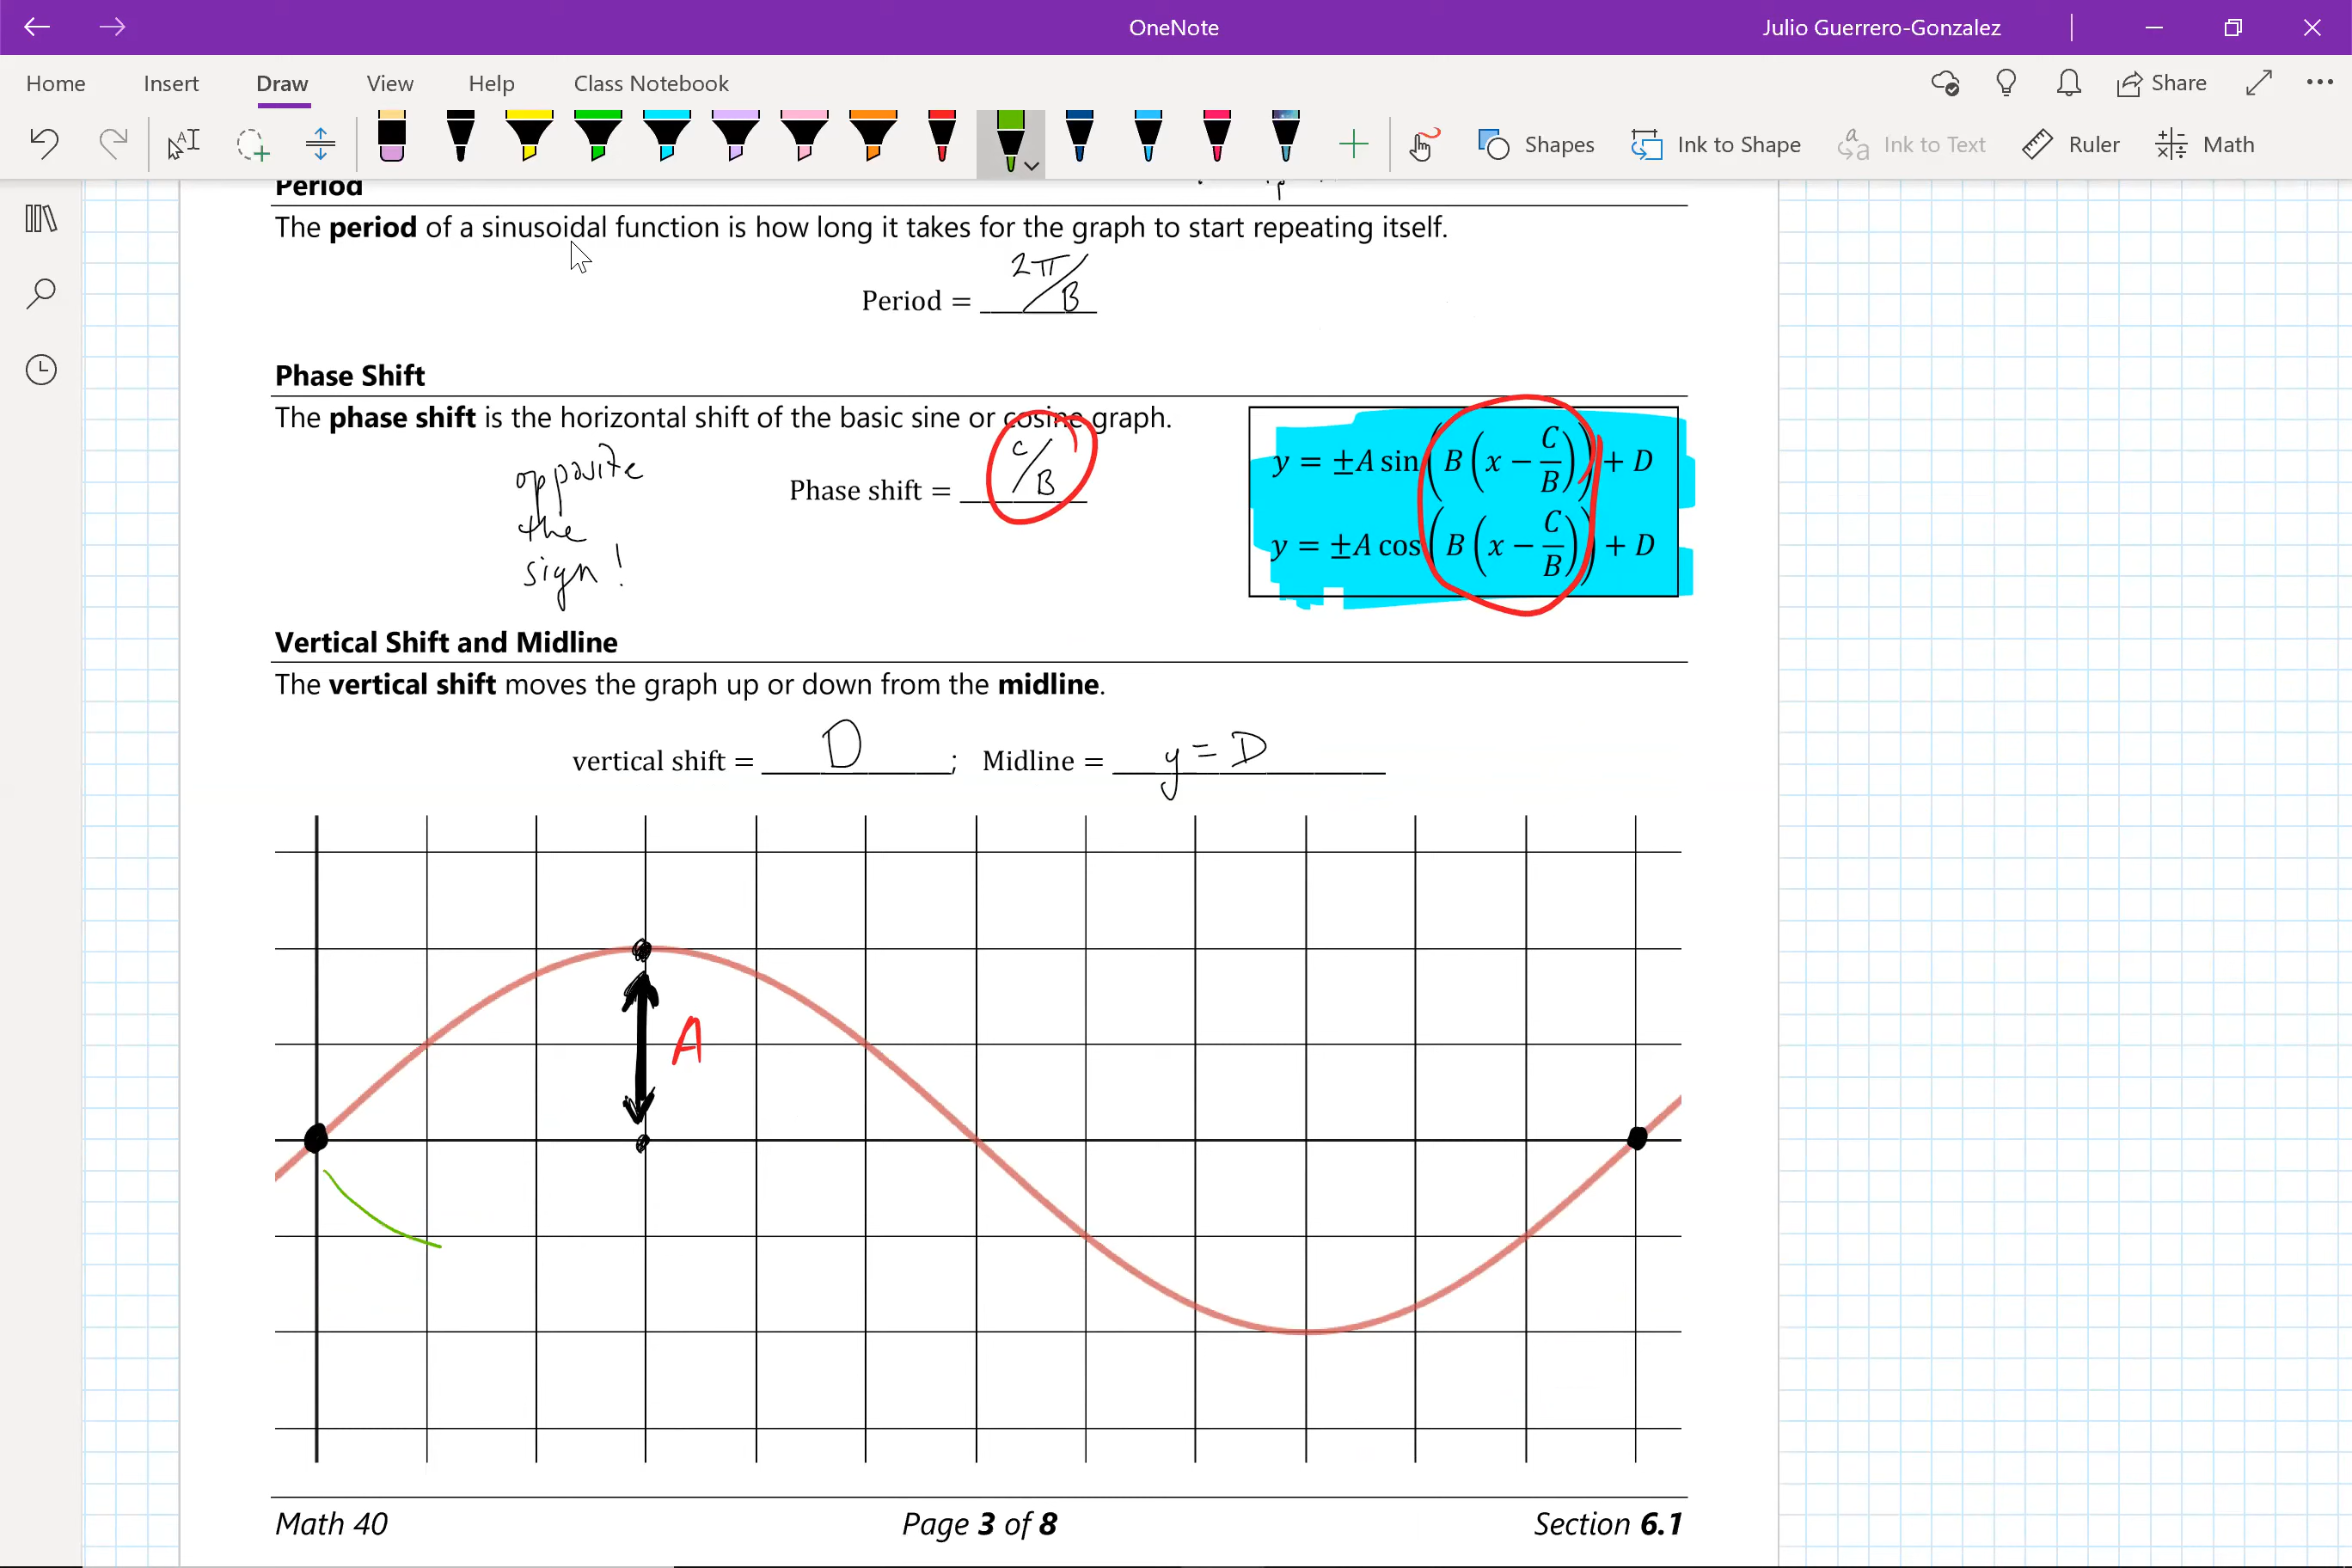 OneNote
Julio Guerrero-Gonzalez
Home Insert Draw View Help Class Notebook
Share
Shapes Ink to Shape Ink to Text Ruler Math
Period
The period of a sinusoidal function is how long it takes for the graph to start repeating itself.
Period = 2π/B
Phase Shift
The phase shift is the horizontal shift of the basic sine or cosine graph.
opposite
the
sign!
Phase shift = C/B
y = ±A sin(B(x − C/B)) + D
y = ±A cos(B(x − C/B)) + D
Vertical Shift and Midline
The vertical shift moves the graph up or down from the midline.
vertical shift = D ; Midline = y = D
A
Math 40 Page 3 of 8 Section 6.1